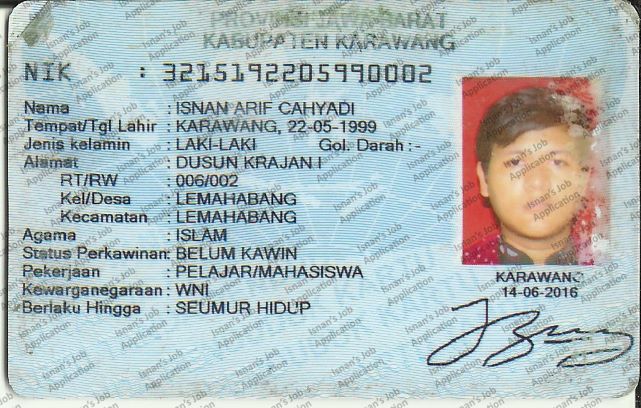 PROVINSI JAWA BARAT
KABUPATEN KARAWANG
NIK : 3215192205990002
Nama : ISNAN ARIF CAHYADI
Tempat/Tgl Lahir : KARAWANG, 22-05-1999
Jenis kelamin : LAKI-LAKI Gol. Darah :-
Alamat : DUSUN KRAJAN I
RT/RW : 006/002
Kel/Desa : LEMAHABANG
Kecamatan : LEMAHABANG
Agama : ISLAM
Status Perkawinan: BELUM KAWIN
Pekerjaan : PELAJAR/MAHASISWA
Kewarganegaraan : WNI
Berlaku Hingga : SEUMUR HIDUP
KARAWANG
14-06-2016
Isnan's Job
Application